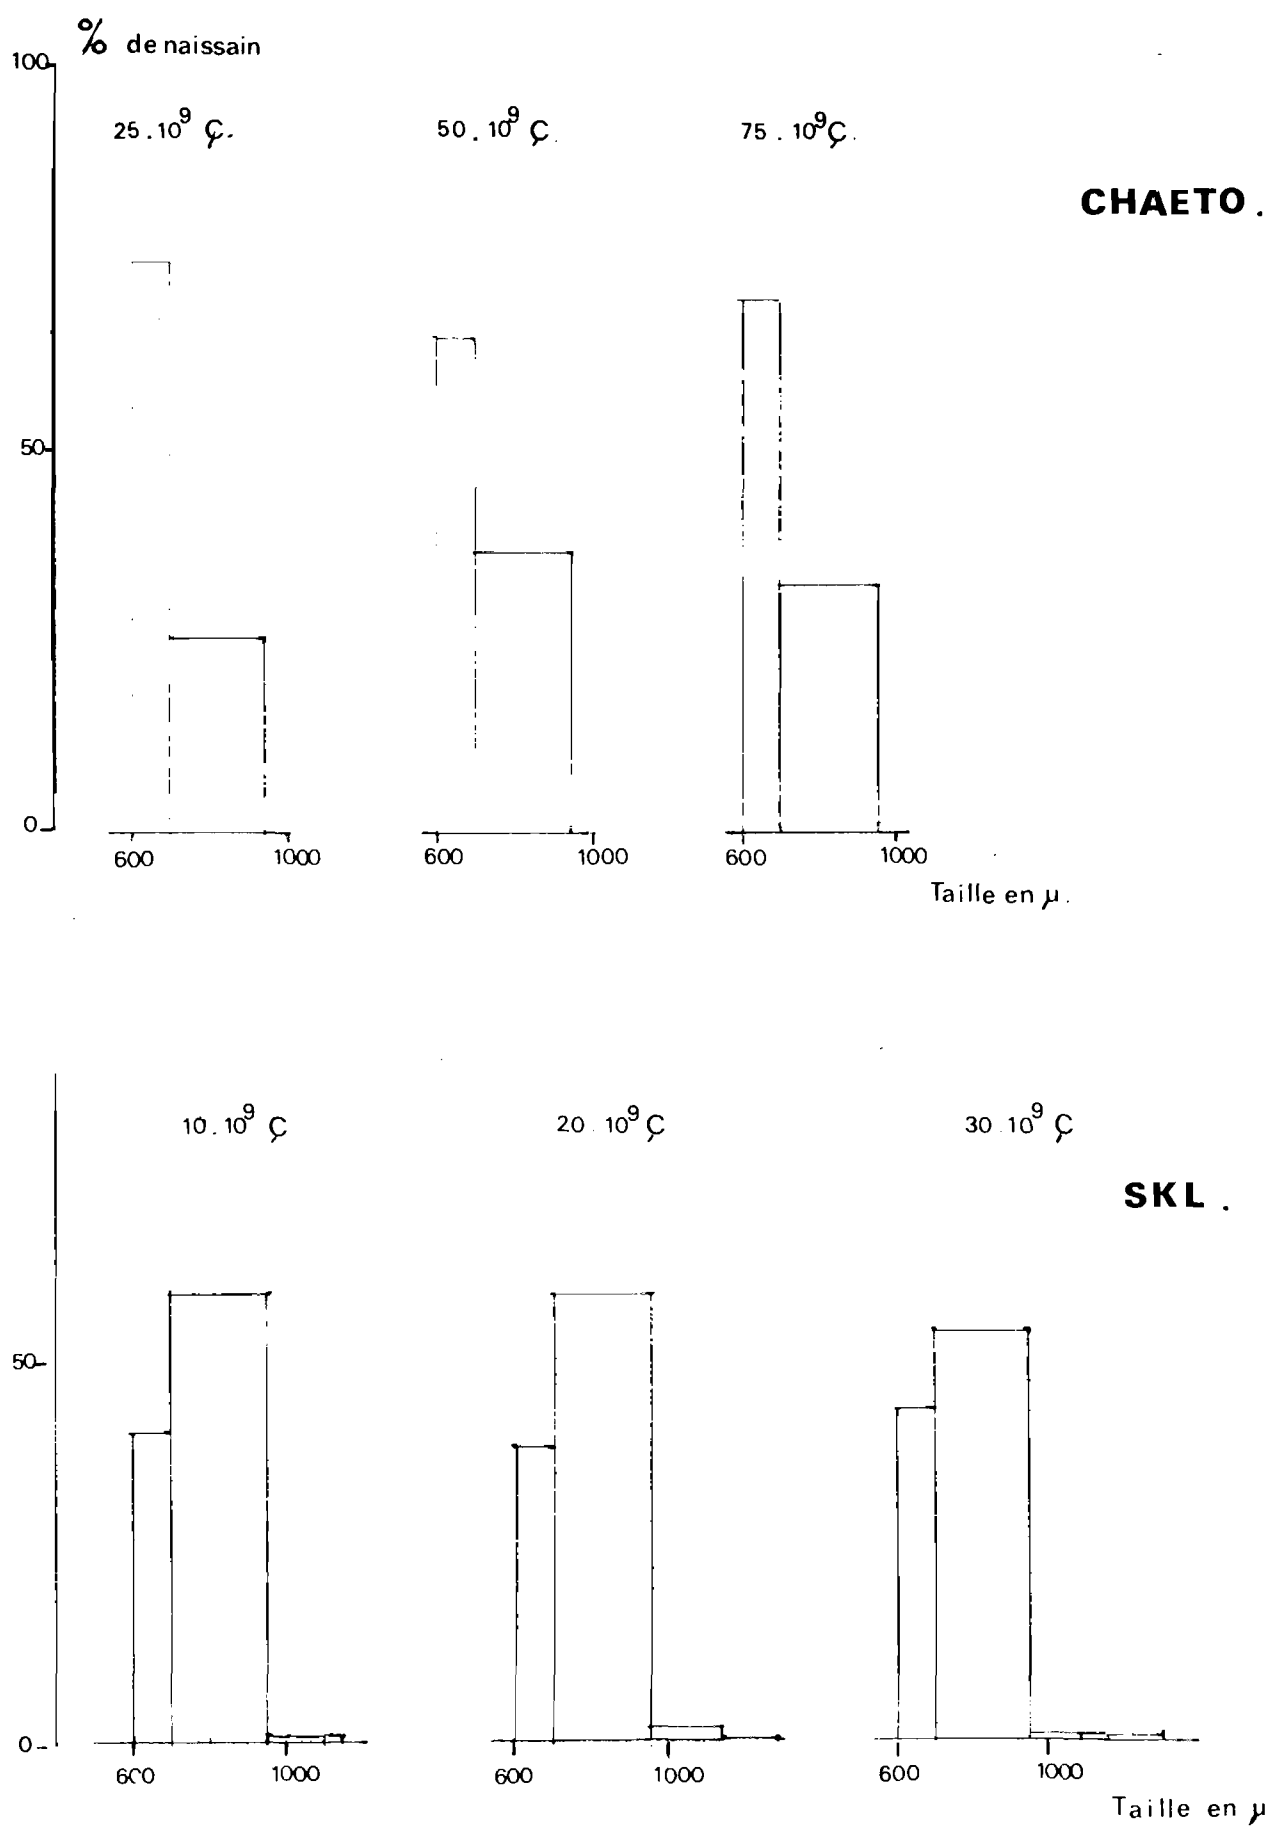 % de naissain
100
25.10⁹ Ç.
50.10⁹ Ç.
75.10⁹ Ç.
CHAETO.
50
0
600 1000
600 1000
600 1000
Taille en µ.
10.10⁹ Ç
20.10⁹ Ç
30.10⁹ Ç
SKL.
50
0
600 1000
600 1000
600 1000
Taille en µ